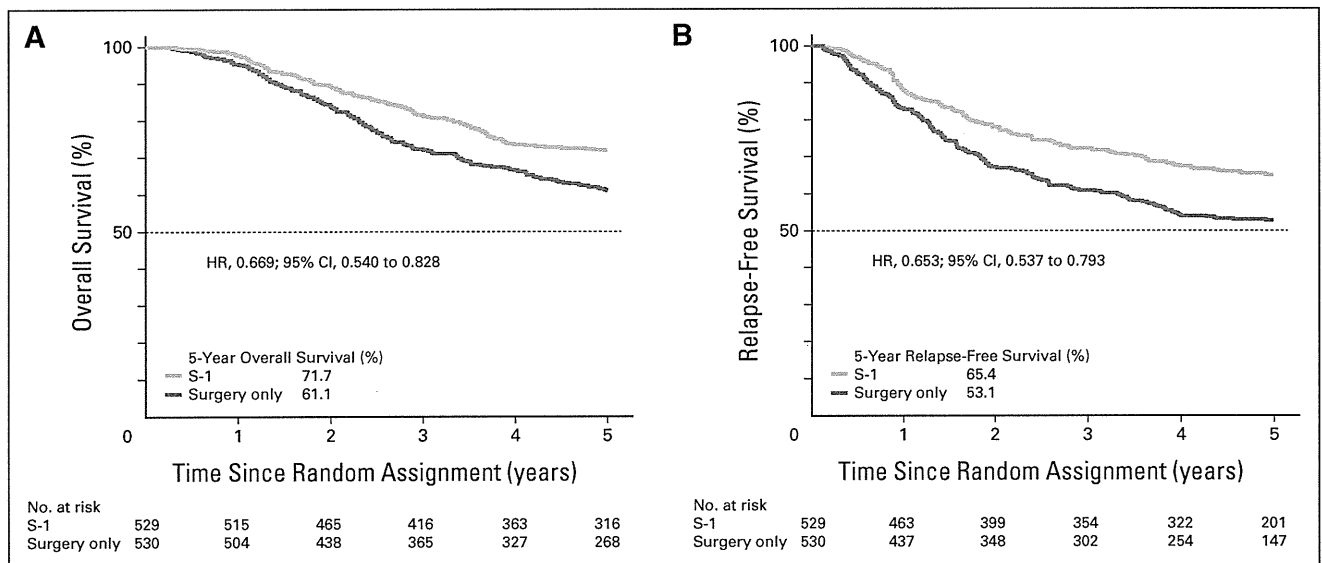 A
100
50
0
Overall Survival (%)
HR, 0.669; 95% CI, 0.540 to 0.828
5-Year Overall Survival (%)
S-1 71.7
Surgery only 61.1
1 2 3 4 5
Time Since Random Assignment (years)
No. at risk
S-1 529 515 465 416 363 316
Surgery only 530 504 438 365 327 268
B
100
50
0
Relapse-Free Survival (%)
HR, 0.653; 95% CI, 0.537 to 0.793
5-Year Relapse-Free Survival (%)
S-1 65.4
Surgery only 53.1
1 2 3 4 5
Time Since Random Assignment (years)
No. at risk
S-1 529 463 399 354 322 201
Surgery only 530 437 348 302 254 147